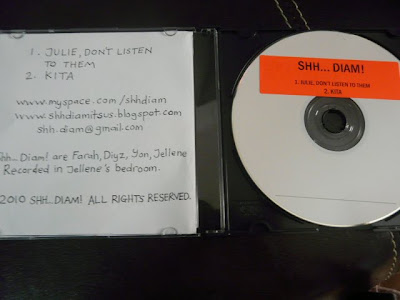 1. JULIE, DON'T LISTEN
TO THEM
2. KITA
www.myspace.com/shhdiam
www.shhdiamitsus.blogspot.com
shh.diam@gmail.com
Shh...Diam! are Farah, Diyz, Yon, Jellene
Recorded in Jellene's bedroom.
2010 SHH...DIAM! ALL RIGHTS RESERVED.
SHH... DIAM!
1. JULIE, DON'T LISTEN TO THEM
2. KITA